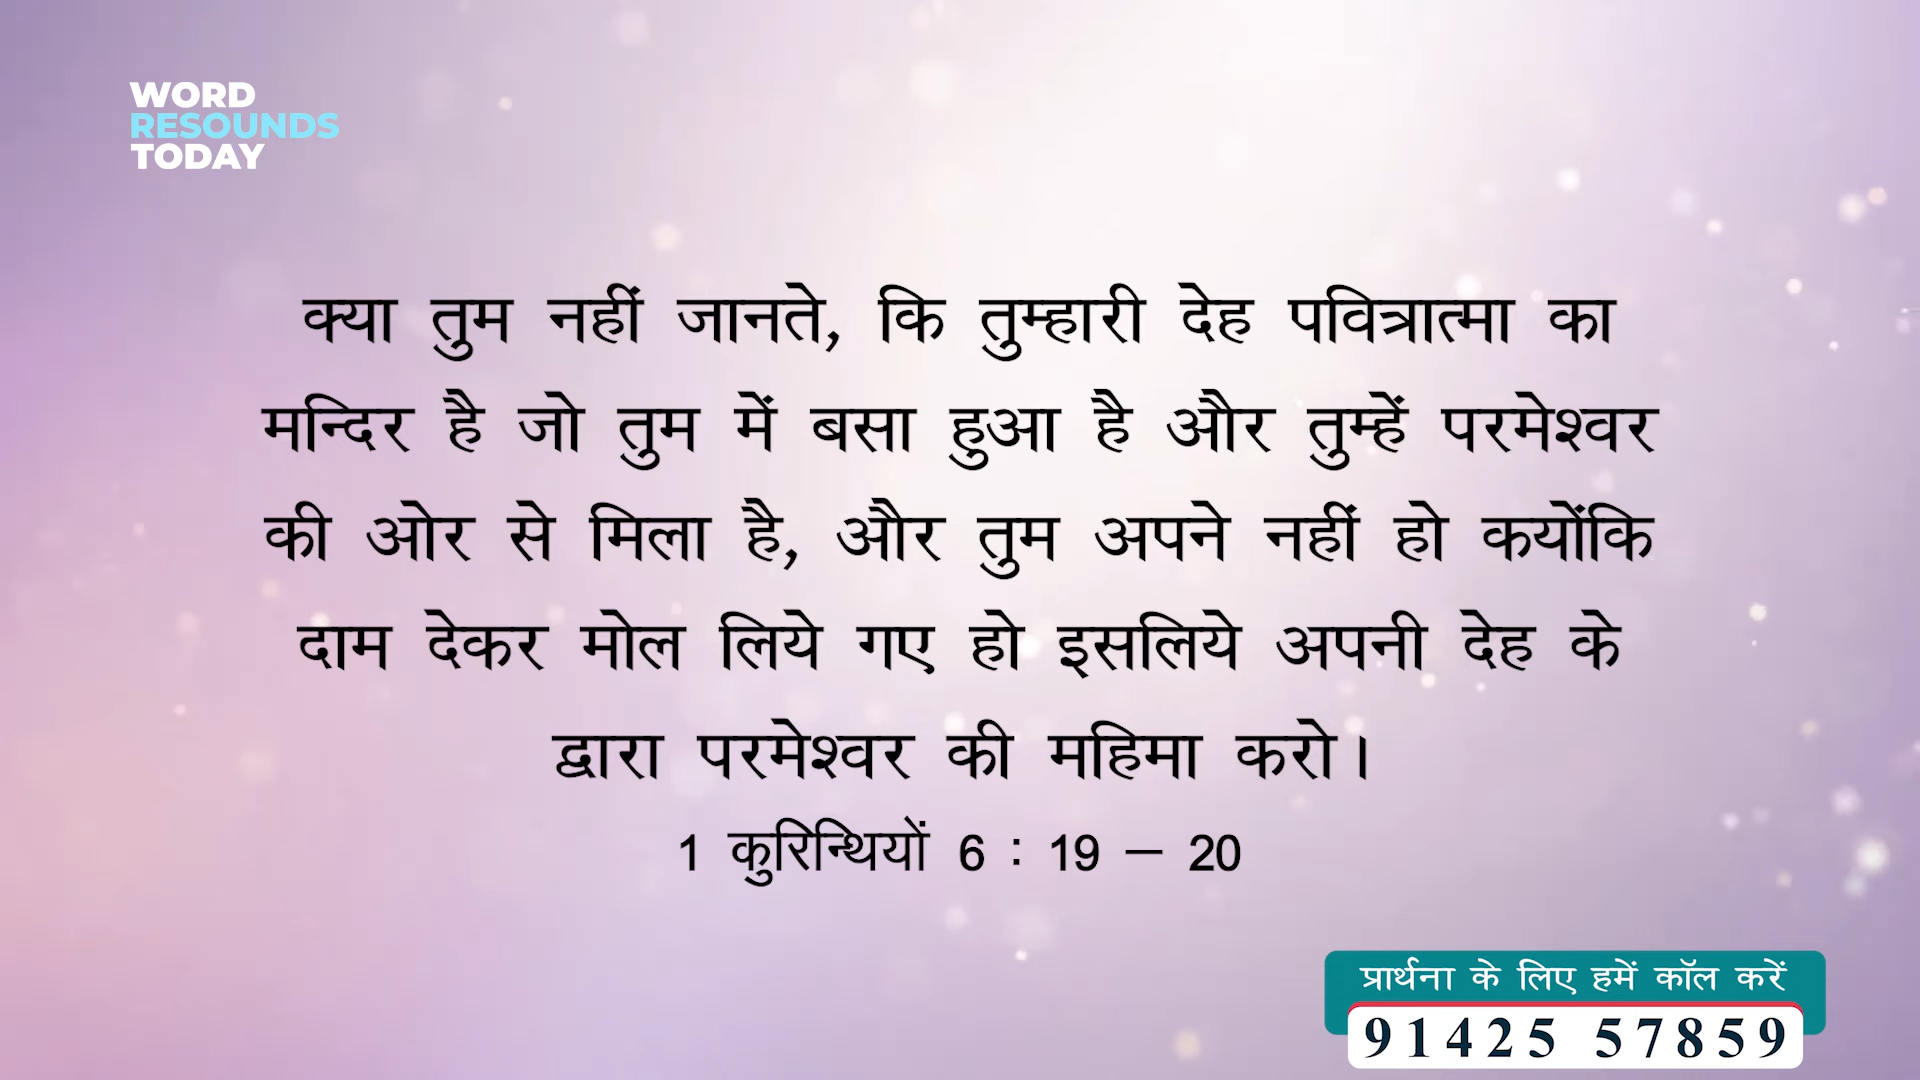 WORD
RESOUNDS
TODAY
क्या तुम नहीं जानते, कि तुम्हारी देह पवित्रात्मा का
मन्दिर है जो तुम में बसा हुआ है और तुम्हें परमेश्वर
की ओर से मिला है, और तुम अपने नहीं हो कयोंकि
दाम देकर मोल लिये गए हो इसलिये अपनी देह के
द्वारा परमेश्वर की महिमा करो।
1 कुरिन्थियों 6 : 19 – 20
प्रार्थना के लिए हमें कॉल करें
91425 57859